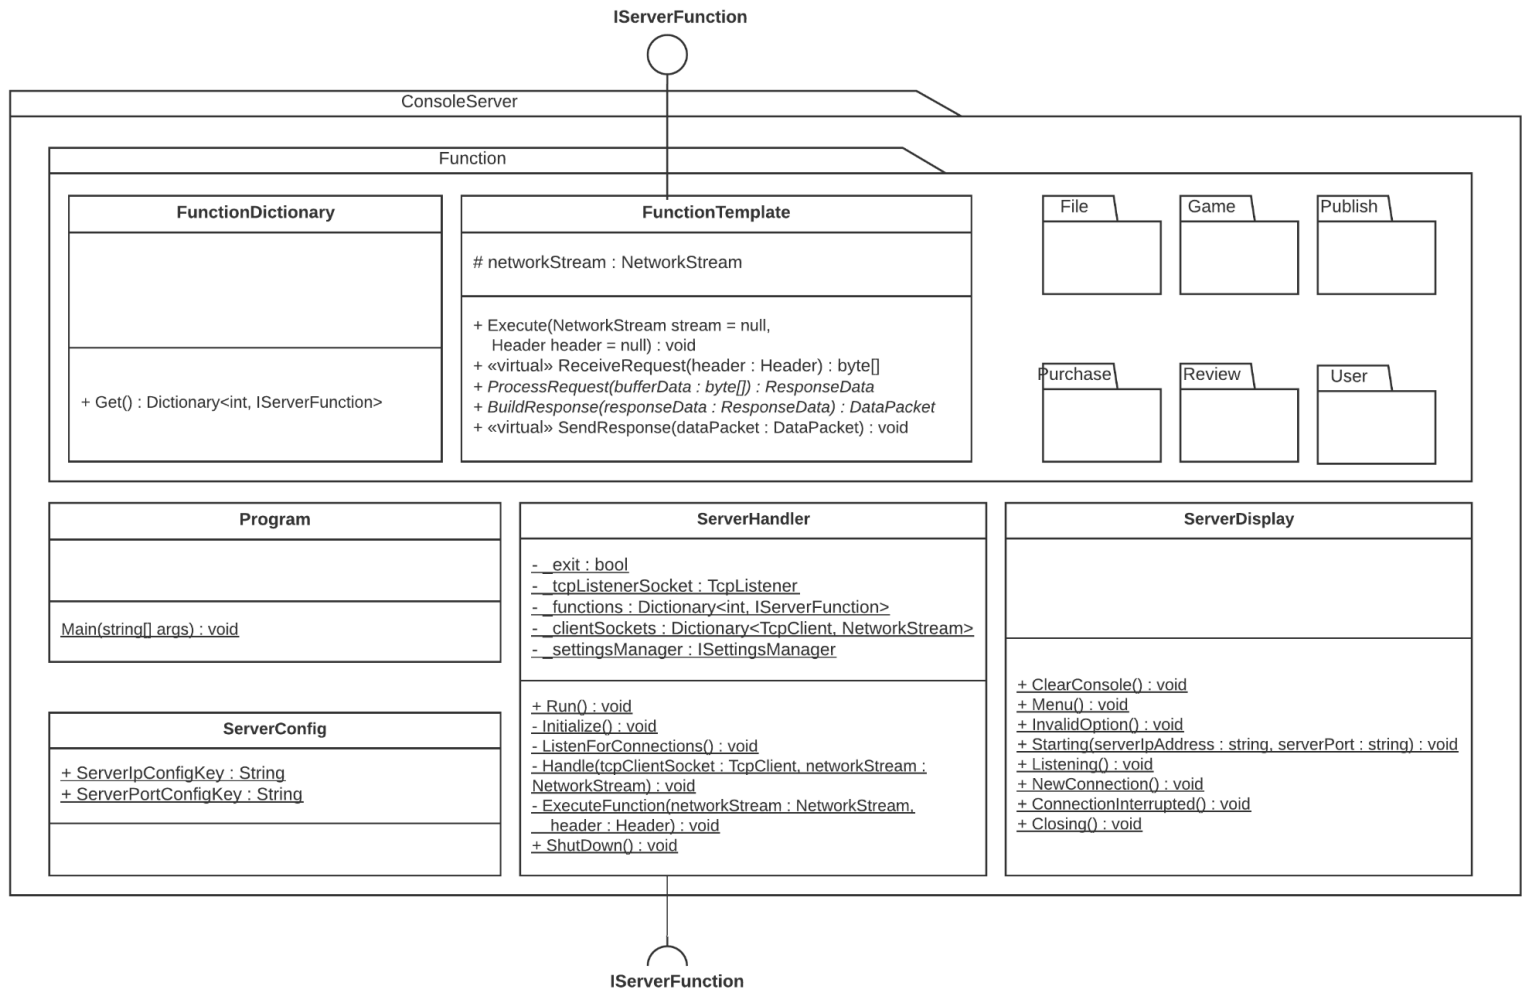 IServerFunction
ConsoleServer
Function
FunctionDictionary
+ Get() : Dictionary<int, IServerFunction>
FunctionTemplate
# networkStream : NetworkStream
+ Execute(NetworkStream stream = null,
Header header = null) : void
+ «virtual» ReceiveRequest(header : Header) : byte[]
+ ProcessRequest(bufferData : byte[]) : ResponseData
+ BuildResponse(responseData : ResponseData) : DataPacket
+ «virtual» SendResponse(dataPacket : DataPacket) : void
File
Game
Publish
Purchase
Review
User
Program
Main(string[] args) : void
ServerConfig
+ ServerIpConfigKey : String
+ ServerPortConfigKey : String
ServerHandler
- _exit : bool
- _tcpListenerSocket : TcpListener
- _functions : Dictionary<int, IServerFunction>
- _clientSockets : Dictionary<TcpClient, NetworkStream>
- _settingsManager : ISettingsManager
+ Run() : void
- Initialize() : void
- ListenForConnections() : void
- Handle(tcpClientSocket : TcpClient, networkStream :
NetworkStream) : void
- ExecuteFunction(networkStream : NetworkStream,
header : Header) : void
+ ShutDown() : void
ServerDisplay
+ ClearConsole() : void
+ Menu() : void
+ InvalidOption() : void
+ Starting(serverIpAddress : string, serverPort : string) : void
+ Listening() : void
+ NewConnection() : void
+ ConnectionInterrupted() : void
+ Closing() : void
IServerFunction